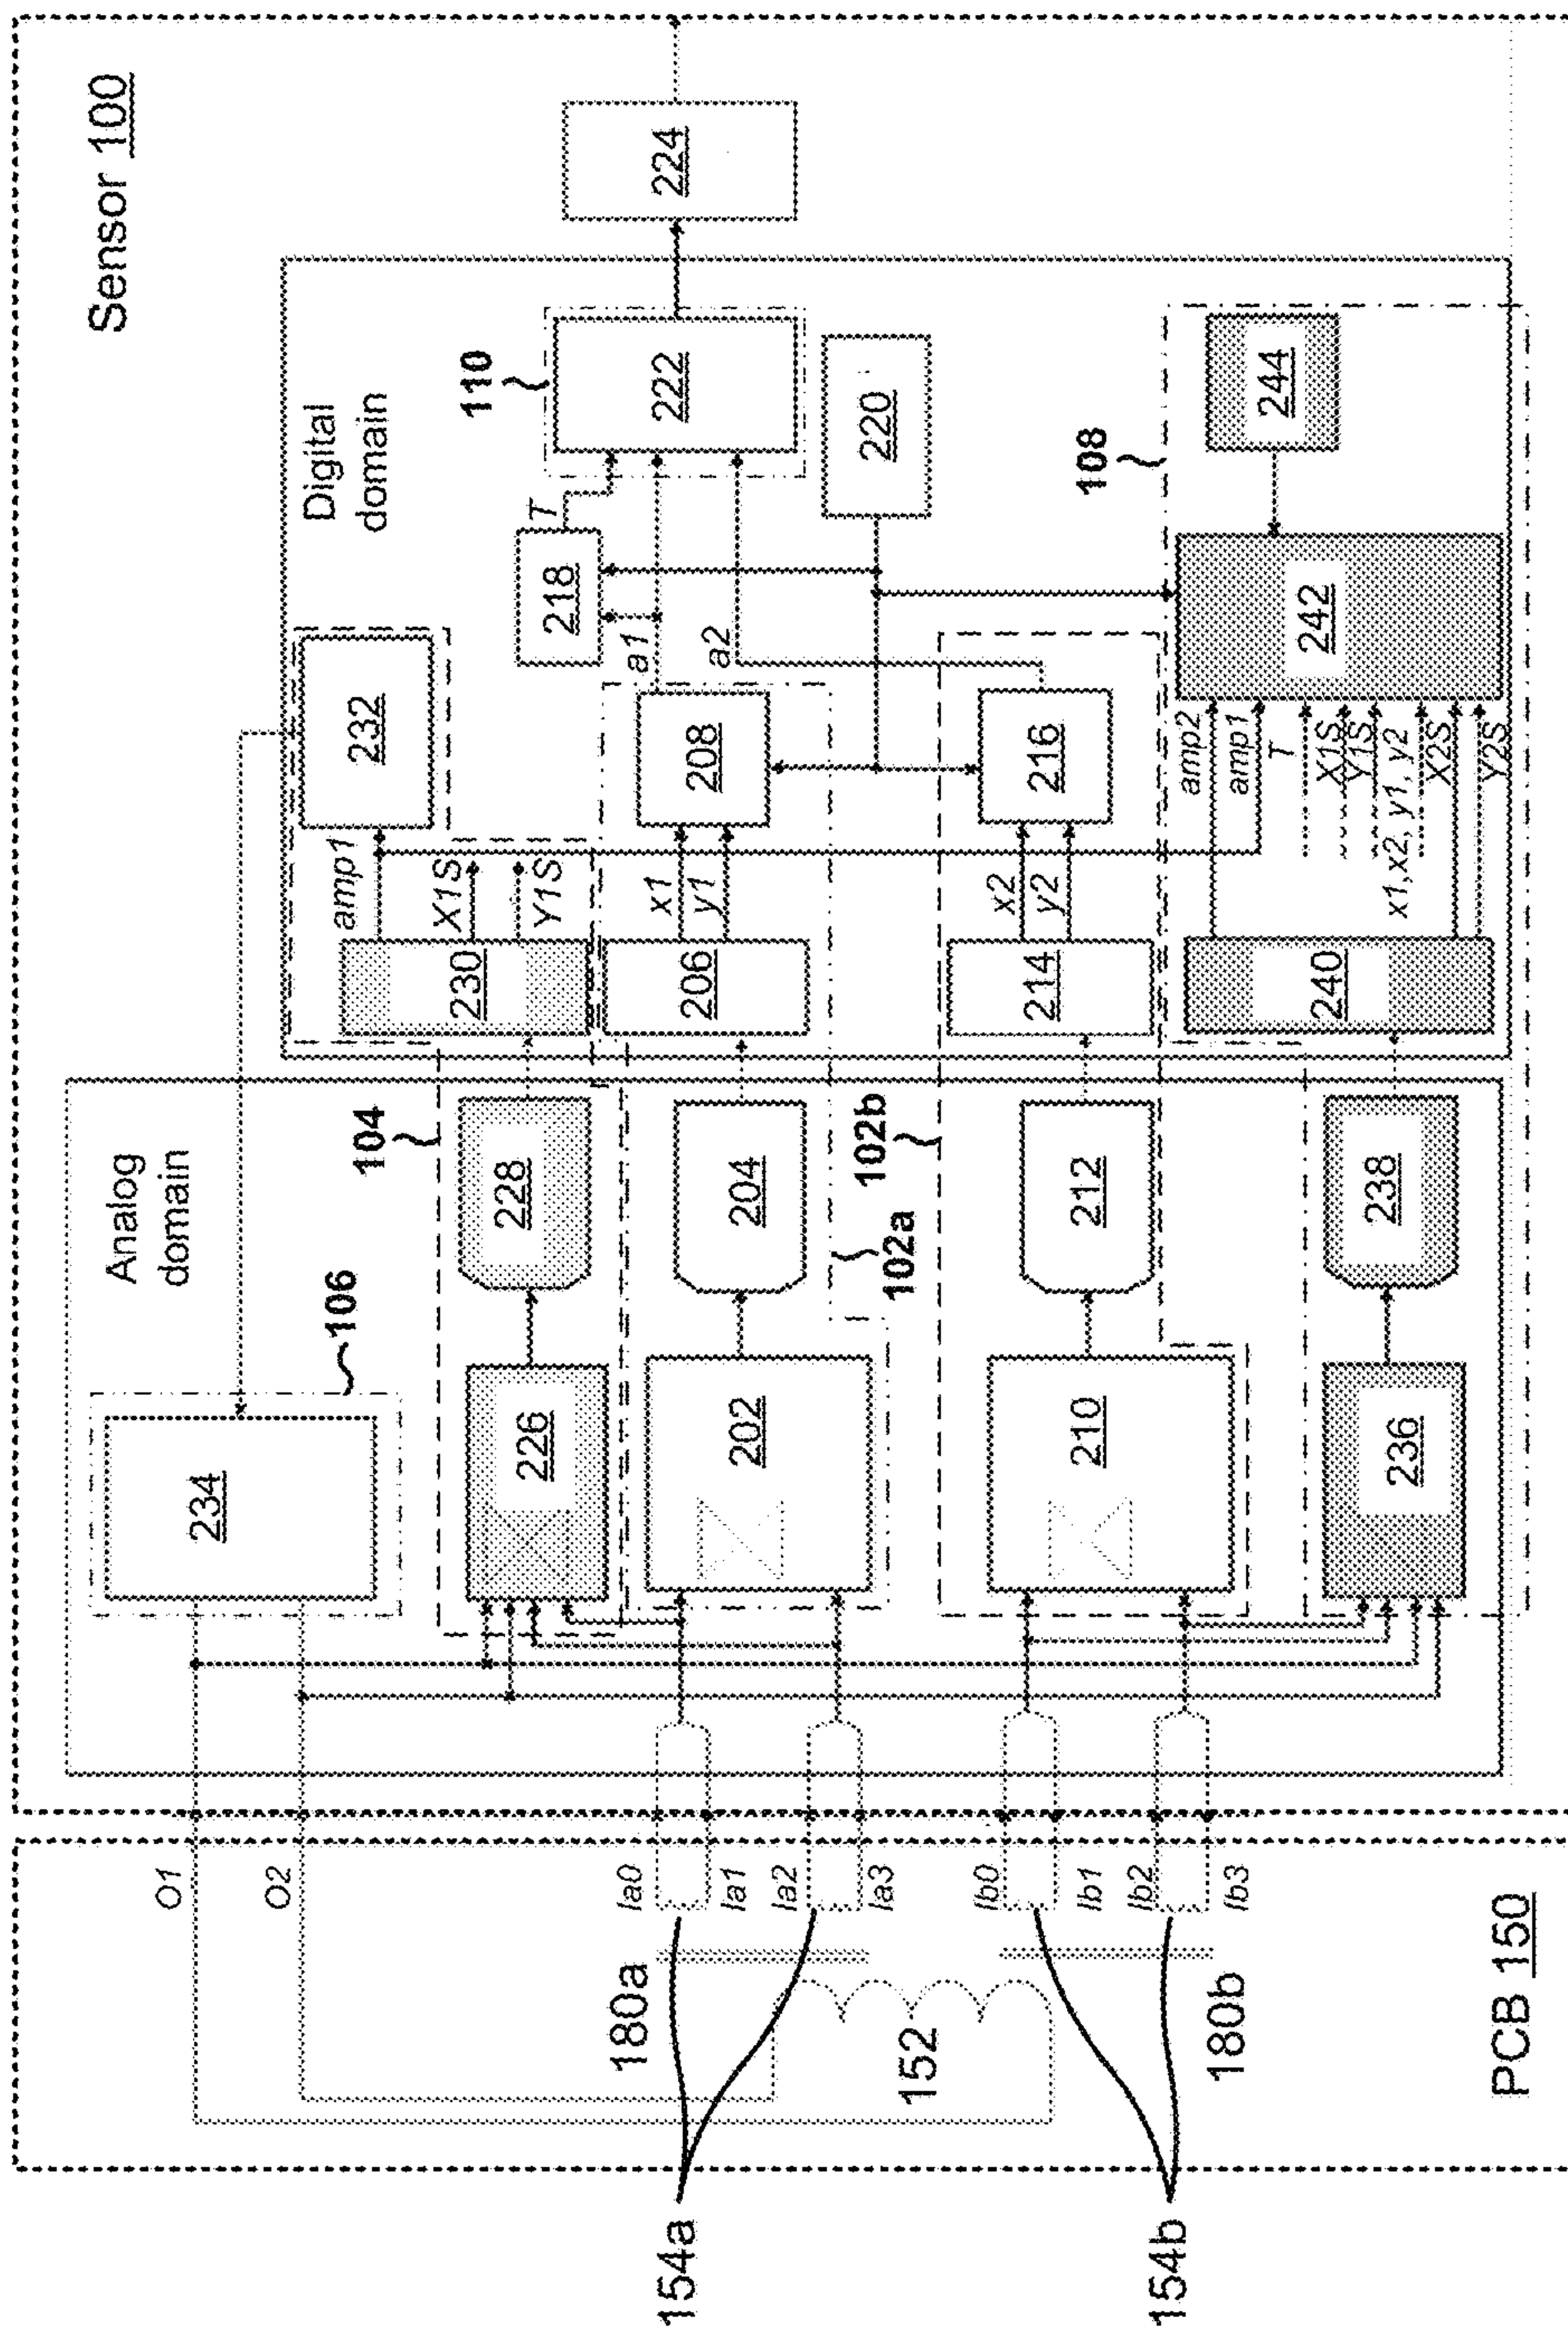 Sensor 100
Analog
domain
Digital
domain
106
234
232
104
226
228
230
amp1
X1S
Y1S
202
204
206
x1
y1
208
102a
218
T
a1
a2
110
222
224
220
102b
210
212
214
x2
y2
216
108
236
238
240
amp2
amp1
T
X1S
Y1S
x1,x2, y1, y2
X2S
Y2S
242
244
O1
O2
Ia0
Ia1
Ia2
Ia3
Ib0
Ib1
Ib2
Ib3
180a
152
180b
154a
154b
PCB 150